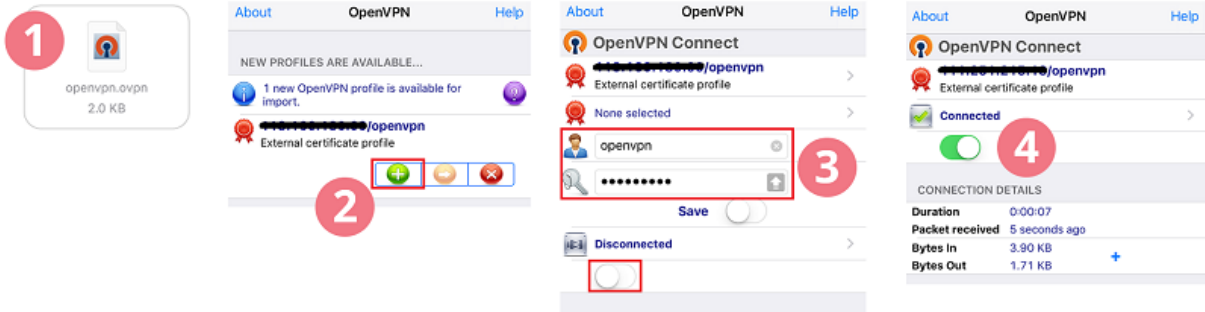 1
openvpn.ovpn
2.0 KB
About OpenVPN Help
NEW PROFILES ARE AVAILABLE...
1 new OpenVPN profile is available for
import.
/openvpn
External certificate profile
2
About OpenVPN Help
OpenVPN Connect
/openvpn
External certificate profile
None selected
openvpn
3
Save
Disconnected
About OpenVPN Help
OpenVPN Connect
/openvpn
External certificate profile
Connected
4
CONNECTION DETAILS
Duration 0:00:07
Packet received 5 seconds ago
Bytes In 3.90 KB
Bytes Out 1.71 KB